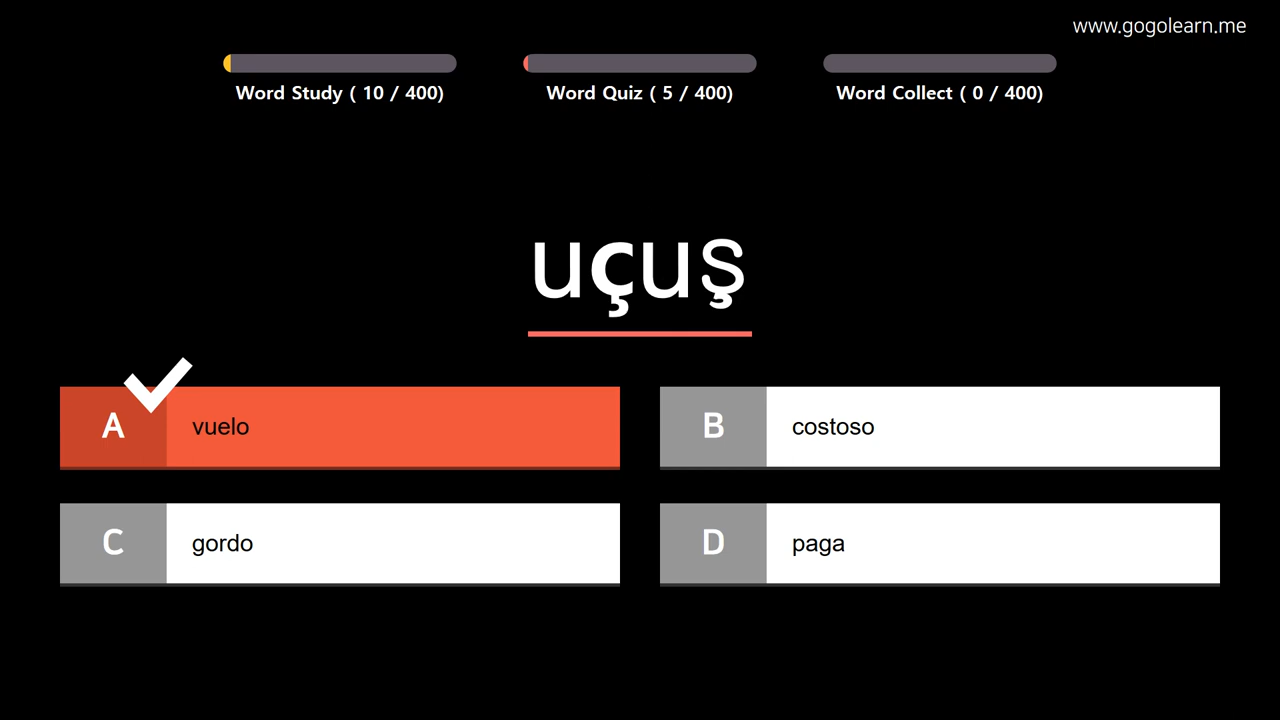 www.gogolearn.me
Word Study ( 10 / 400)
Word Quiz ( 5 / 400)
Word Collect ( 0 / 400)
uçuş
A vuelo
B costoso
C gordo
D paga